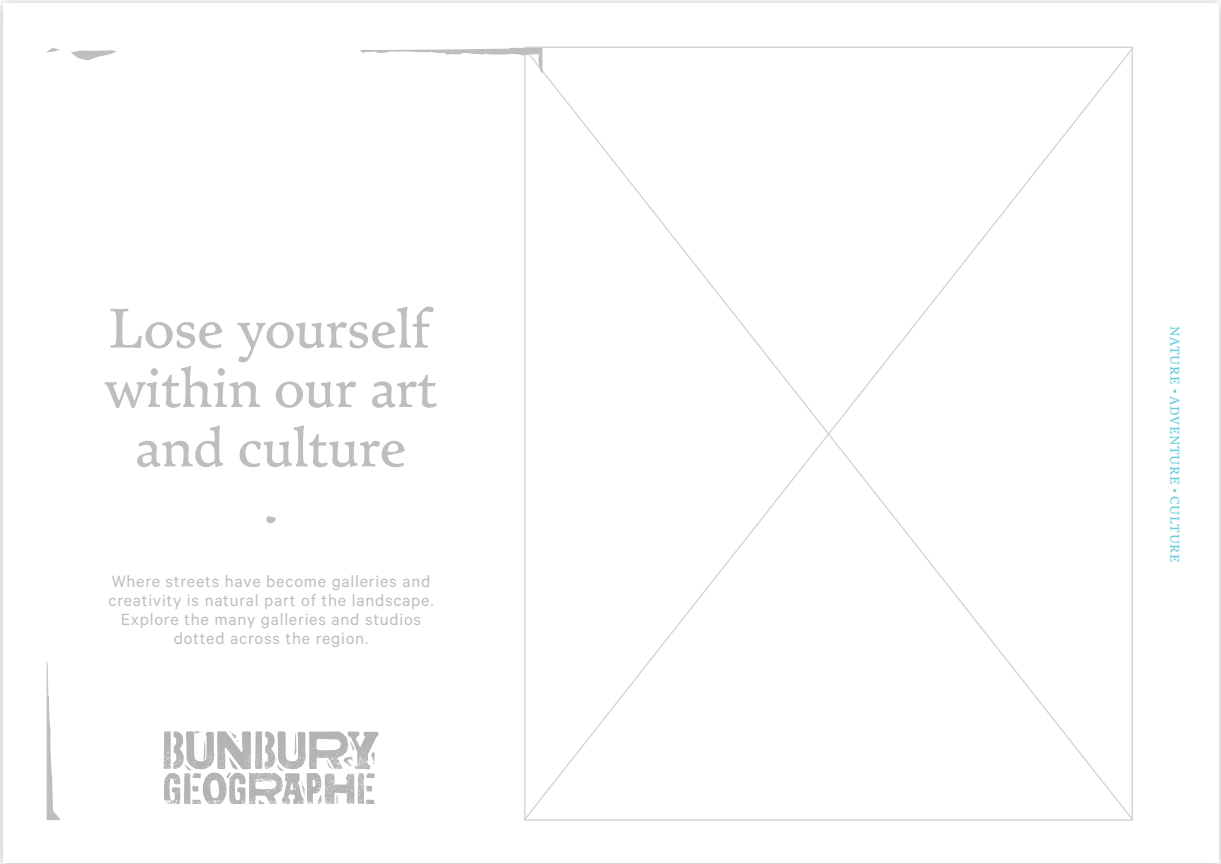 Lose yourself
within our art
and culture
Where streets have become galleries and
creativity is natural part of the landscape.
Explore the many galleries and studios
dotted across the region.
BUNBURY
GEOGRAPHE
NATURE • ADVENTURE • CULTURE